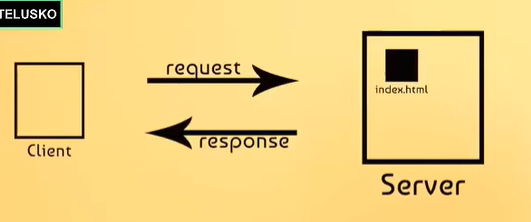 TELUSKO
request
index.html
response
Client
Server